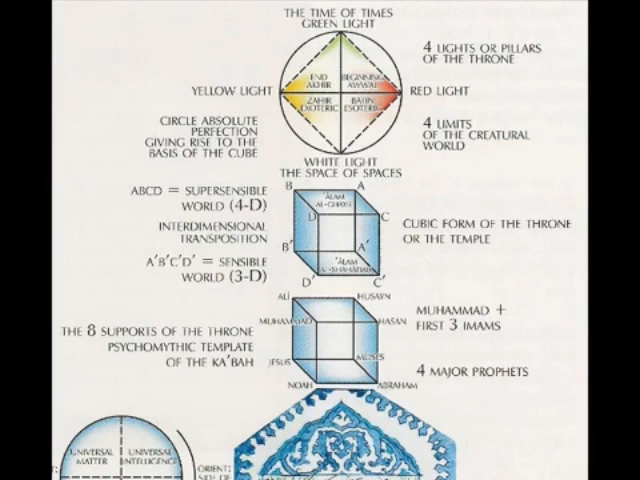 THE TIME OF TIMES
GREEN LIGHT
4 LIGHTS OR PILLARS
OF THE THRONE
END
AKHIR
BEGINNING
AWWAL
YELLOW LIGHT
RED LIGHT
ZAHIR
EXOTERIC
BATIN
ESOTERIC
CIRCLE ABSOLUTE
PERFECTION
GIVING RISE TO THE
BASIS OF THE CUBE
4 LIMITS
OF THE CREATURAL
WORLD
WHITE LIGHT
THE SPACE OF SPACES
ABCD = SUPERSENSIBLE
WORLD (4-D)
B
A
'ALAM
AL-GHAYB
D
C
INTERDIMENSIONAL
TRANSPOSITION
CUBIC FORM OF THE THRONE
OR THE TEMPLE
B'
A'
A'B'C'D' = SENSIBLE
WORLD (3-D)
'ALAM
AL-SHAHADAH
D'
C'
ALI
HUSAYN
MUHAMMAD
HASAN
MUHAMMAD +
FIRST 3 IMAMS
THE 8 SUPPORTS OF THE THRONE
PSYCHOMYTHIC TEMPLATE
OF THE KA'BAH
JESUS
MOSES
4 MAJOR PROPHETS
NOAH
ABRAHAM
UNIVERSAL
MATTER
UNIVERSAL
INTELLIGENCE
ORIENT:
SIDE OF